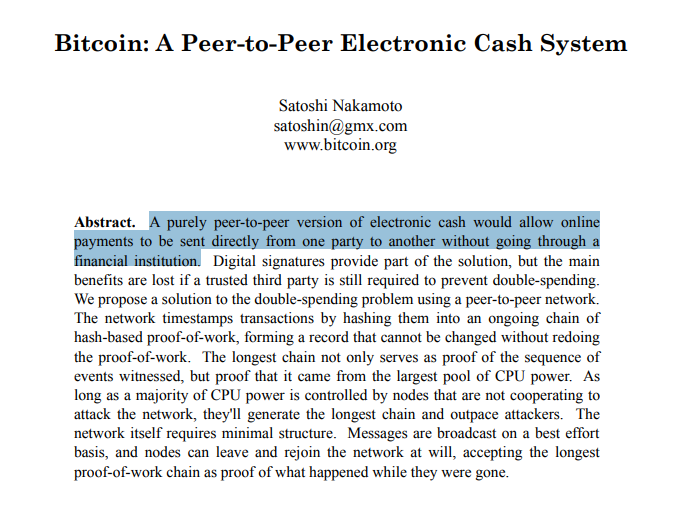 Bitcoin: A Peer-to-Peer Electronic Cash System
Satoshi Nakamoto
satoshin@gmx.com
www.bitcoin.org
Abstract. A purely peer-to-peer version of electronic cash would allow online
payments to be sent directly from one party to another without going through a
financial institution. Digital signatures provide part of the solution, but the main
benefits are lost if a trusted third party is still required to prevent double-spending.
We propose a solution to the double-spending problem using a peer-to-peer network.
The network timestamps transactions by hashing them into an ongoing chain of
hash-based proof-of-work, forming a record that cannot be changed without redoing
the proof-of-work. The longest chain not only serves as proof of the sequence of
events witnessed, but proof that it came from the largest pool of CPU power. As
long as a majority of CPU power is controlled by nodes that are not cooperating to
attack the network, they'll generate the longest chain and outpace attackers. The
network itself requires minimal structure. Messages are broadcast on a best effort
basis, and nodes can leave and rejoin the network at will, accepting the longest
proof-of-work chain as proof of what happened while they were gone.